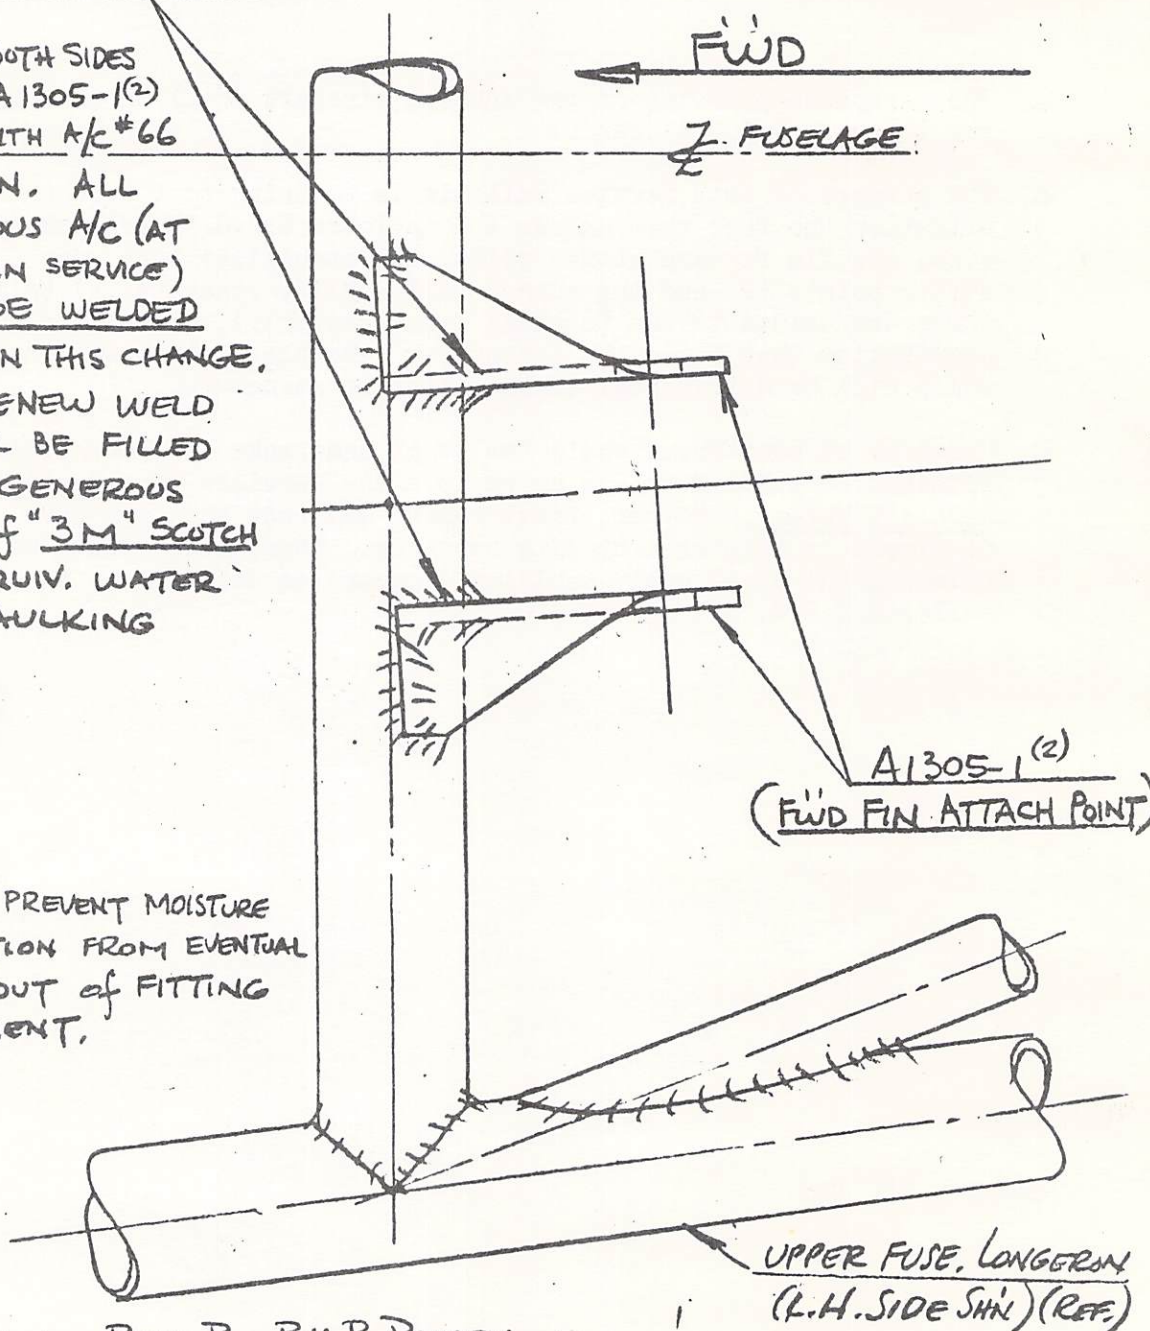 OTH SIDES
A1305-1(2)
ITH A/C #66
N. ALL
OUS A/C (AT
N SERVICE)
DE WELDED
N THIS CHANGE.
ENEW WELD
L BE FILLED
GENEROUS
of "3M" SCOTCH
QUIV. WATER
AULKING
FWD
FUSELAGE
A1305-1(2)
(FWD FIN ATTACH POINT)
PREVENT MOISTURE
TION FROM EVENTUAL
OUT of FITTING
ENT.
UPPER FUSE. LONGERON
(L.H. SIDE SH'N) (REF.)